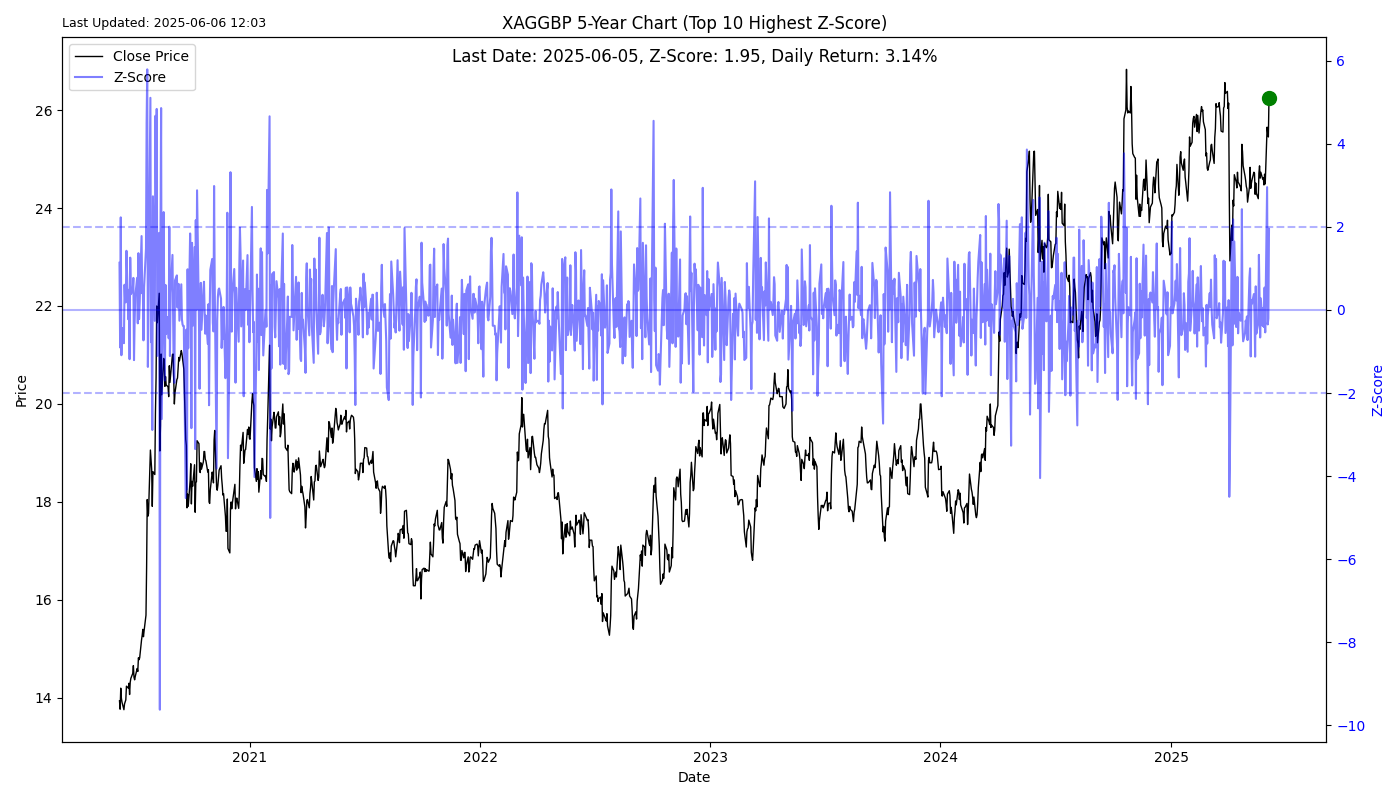 Last Updated: 2025-06-06 12:03
XAGGBP 5-Year Chart (Top 10 Highest Z-Score)
Last Date: 2025-06-05, Z-Score: 1.95, Daily Return: 3.14%
Close Price
Z-Score
Price
26
24
22
20
18
16
14
6
4
2
0
−2
−4
−6
−8
−10
Z-Score
2021
2022
2023
2024
2025
Date